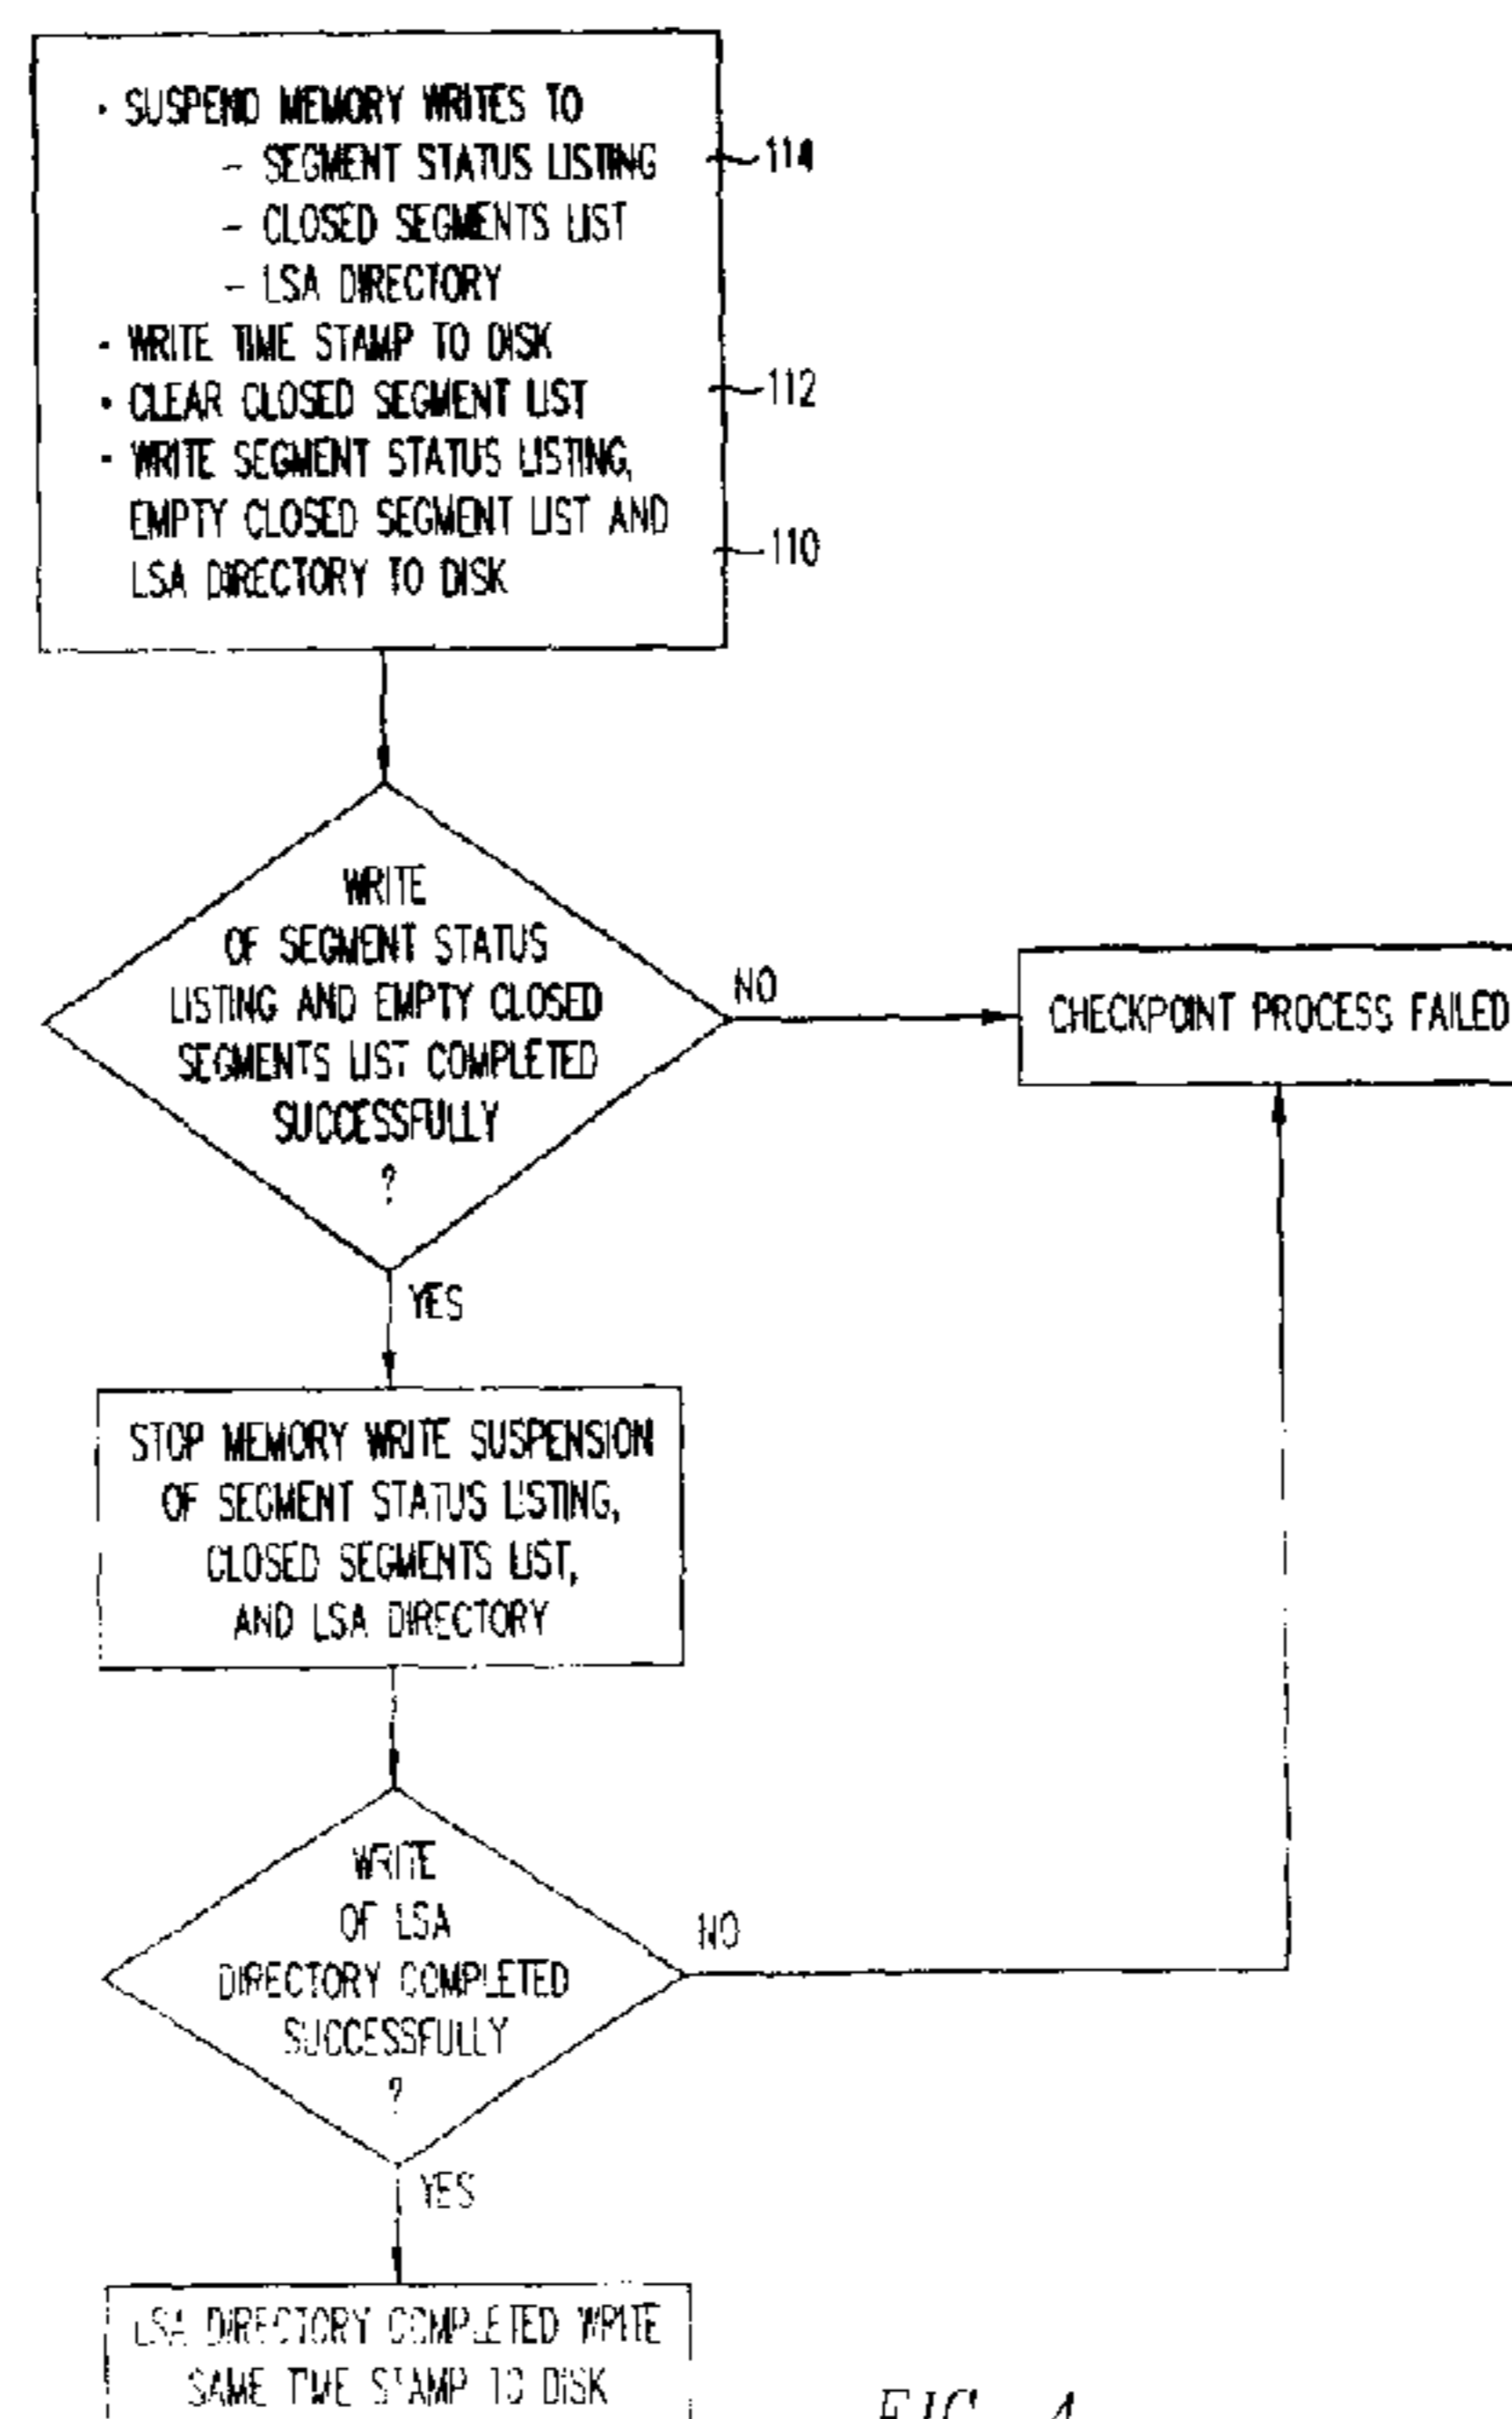 · SUSPEND MEMORY WRITES TO
– SEGMENT STATUS LISTING
114
– CLOSED SEGMENTS LIST
– LSA DIRECTORY
· WRITE TIME STAMP TO DISK
· CLEAR CLOSED SEGMENT LIST
112
· WRITE SEGMENT STATUS LISTING,
EMPTY CLOSED SEGMENT LIST AND
110
LSA DIRECTORY TO DISK
WRITE
OF SEGMENT STATUS
LISTING AND EMPTY CLOSED
SEGMENTS LIST COMPLETED
SUCCESSFULLY
?
NO
CHECKPOINT PROCESS FAILED
YES
STOP MEMORY WRITE SUSPENSION
OF SEGMENT STATUS LISTING,
CLOSED SEGMENTS LIST,
AND LSA DIRECTORY
WRITE
OF LSA
DIRECTORY COMPLETED
SUCCESSFULLY
?
NO
YES
LSA DIRECTORY COMPLETED WRITE
SAME TIME STAMP TO DISK
FIG. 4